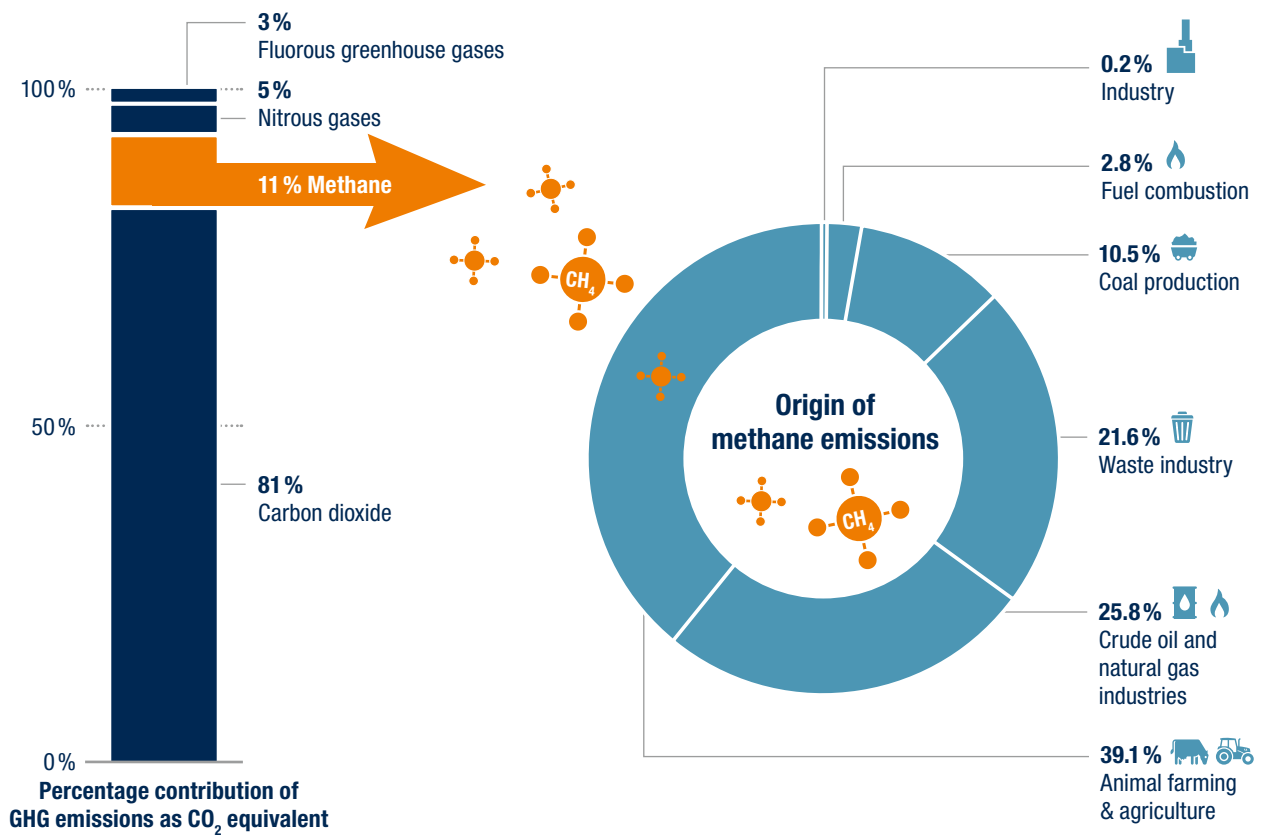 3 %
Fluorous greenhouse gases
100 %
5 %
Nitrous gases
11 % Methane
50 %
81 %
Carbon dioxide
0 %
Percentage contribution of
GHG emissions as CO₂ equivalent
CH₄
Origin of
methane emissions
CH₄
0.2 %
Industry
2.8 %
Fuel combustion
10.5 %
Coal production
21.6 %
Waste industry
25.8 %
Crude oil and
natural gas
industries
39.1 %
Animal farming
& agriculture